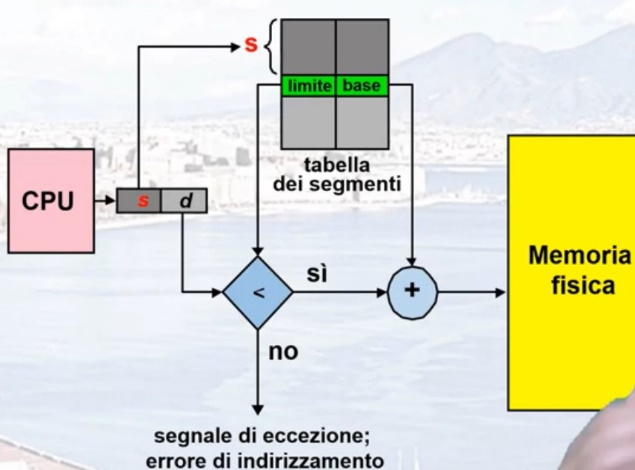 s
limite base
tabella
dei segmenti
CPU
s d
Memoria
fisica
<
sì
+
no
segnale di eccezione;
errore di indirizzamento